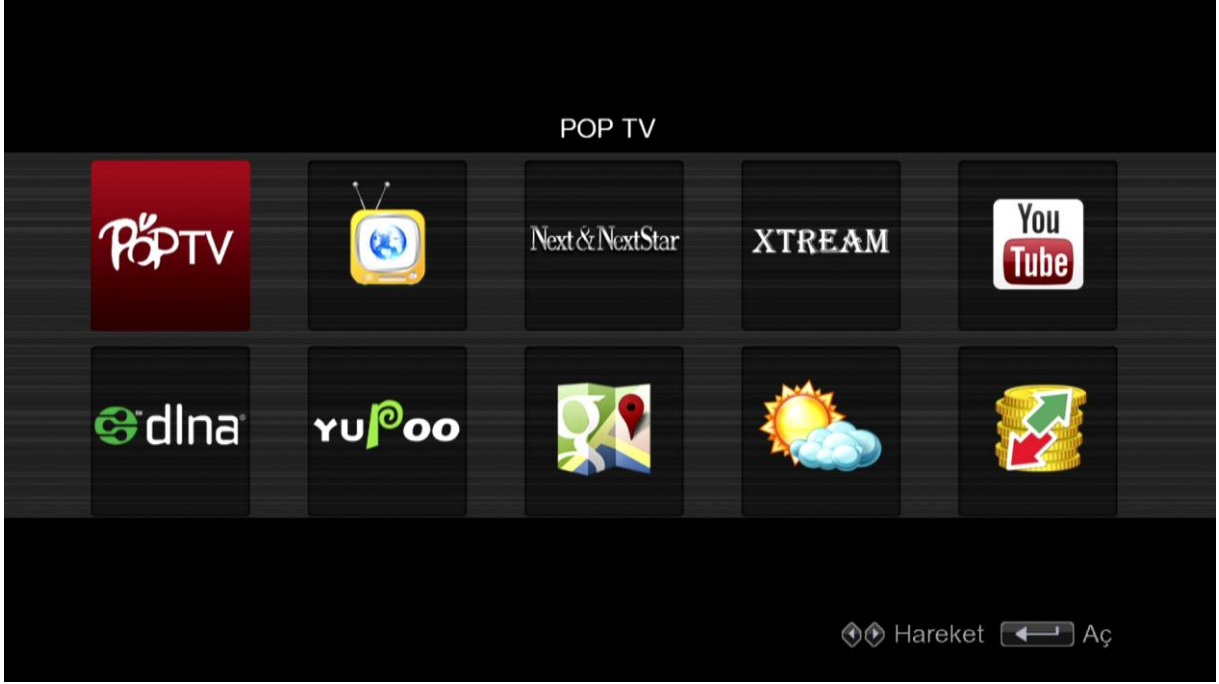 POP TV
POPTV
Next & NextStar
XTREAM
You
Tube
dlna
YUPOO
g
Hareket Aç